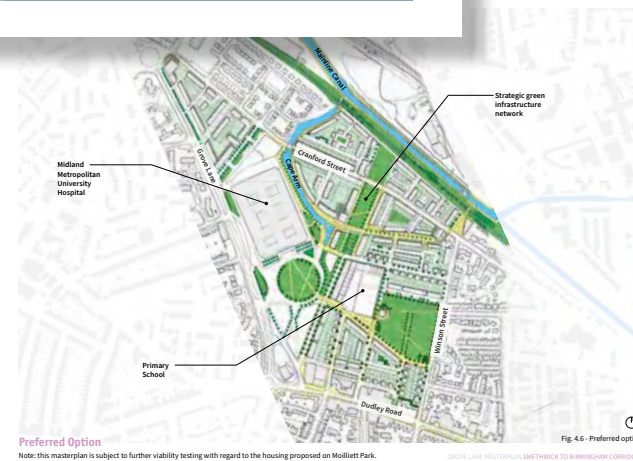 Mainline Canal
Strategic green
infrastructure
network
Grove Lane
Cranford Street
Cape Arm
Midland
Metropolitan
University
Hospital
Winson Street
Primary
School
Dudley Road
Preferred Option
Fig. 4.6 - Preferred opti
Note: this masterplan is subject to further viability testing with regard to the housing proposed on Moilliett Park.
GROVE LANE MASTERPLAN SMETHWICK TO BIRMINGHAM CORRIDO